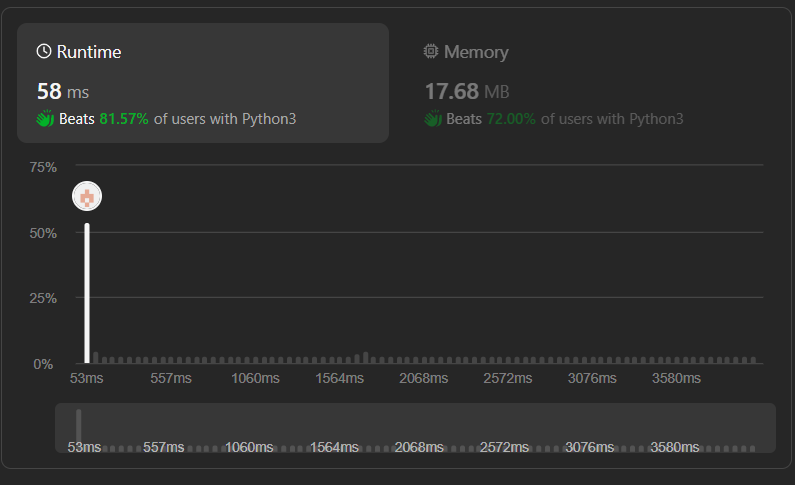 Runtime
58 ms
Beats 81.57% of users with Python3
Memory
17.68 MB
Beats 72.00% of users with Python3
75%
50%
25%
0%
53ms 557ms 1060ms 1564ms 2068ms 2572ms 3076ms 3580ms
53ms 557ms 1060ms 1564ms 2068ms 2572ms 3076ms 3580ms